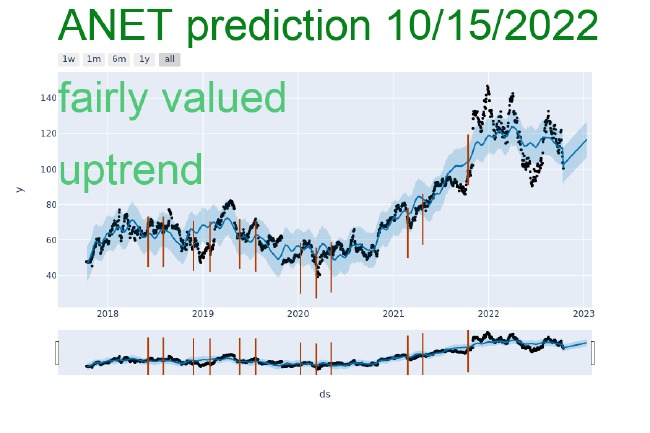 ANET prediction 10/15/2022
1w 1m 6m 1y all
fairly valued
uptrend
140
120
100
80
60
40
y
2018 2019 2020 2021 2022 2023
ds